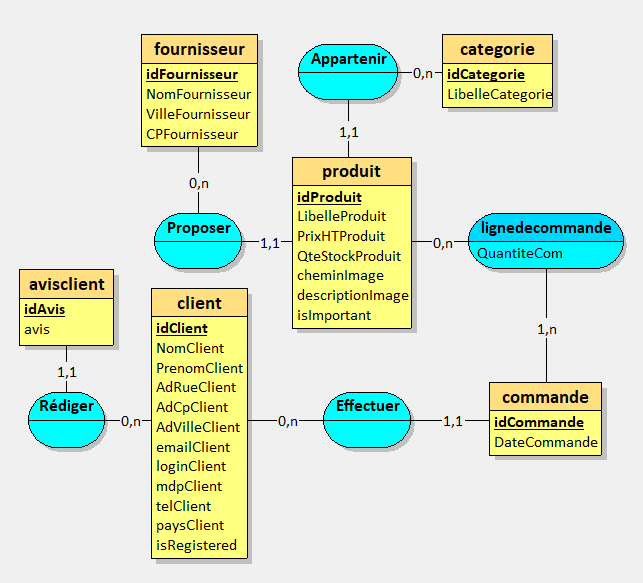 fournisseur
idFournisseur
NomFournisseur
VilleFournisseur
CPFournisseur
Appartenir
0,n
categorie
idCategorie
LibelleCategorie
1,1
0,n
Proposer
1,1
produit
idProduit
LibelleProduit
PrixHTProduit
QteStockProduit
cheminImage
descriptionImage
isImportant
0,n
lignedecommande
QuantiteCom
1,n
avisclient
idAvis
avis
1,1
Rédiger
0,n
client
idClient
NomClient
PrenomClient
AdRueClient
AdCpClient
AdVilleClient
emailClient
loginClient
mdpClient
telClient
paysClient
isRegistered
0,n
Effectuer
1,1
commande
idCommande
DateCommande